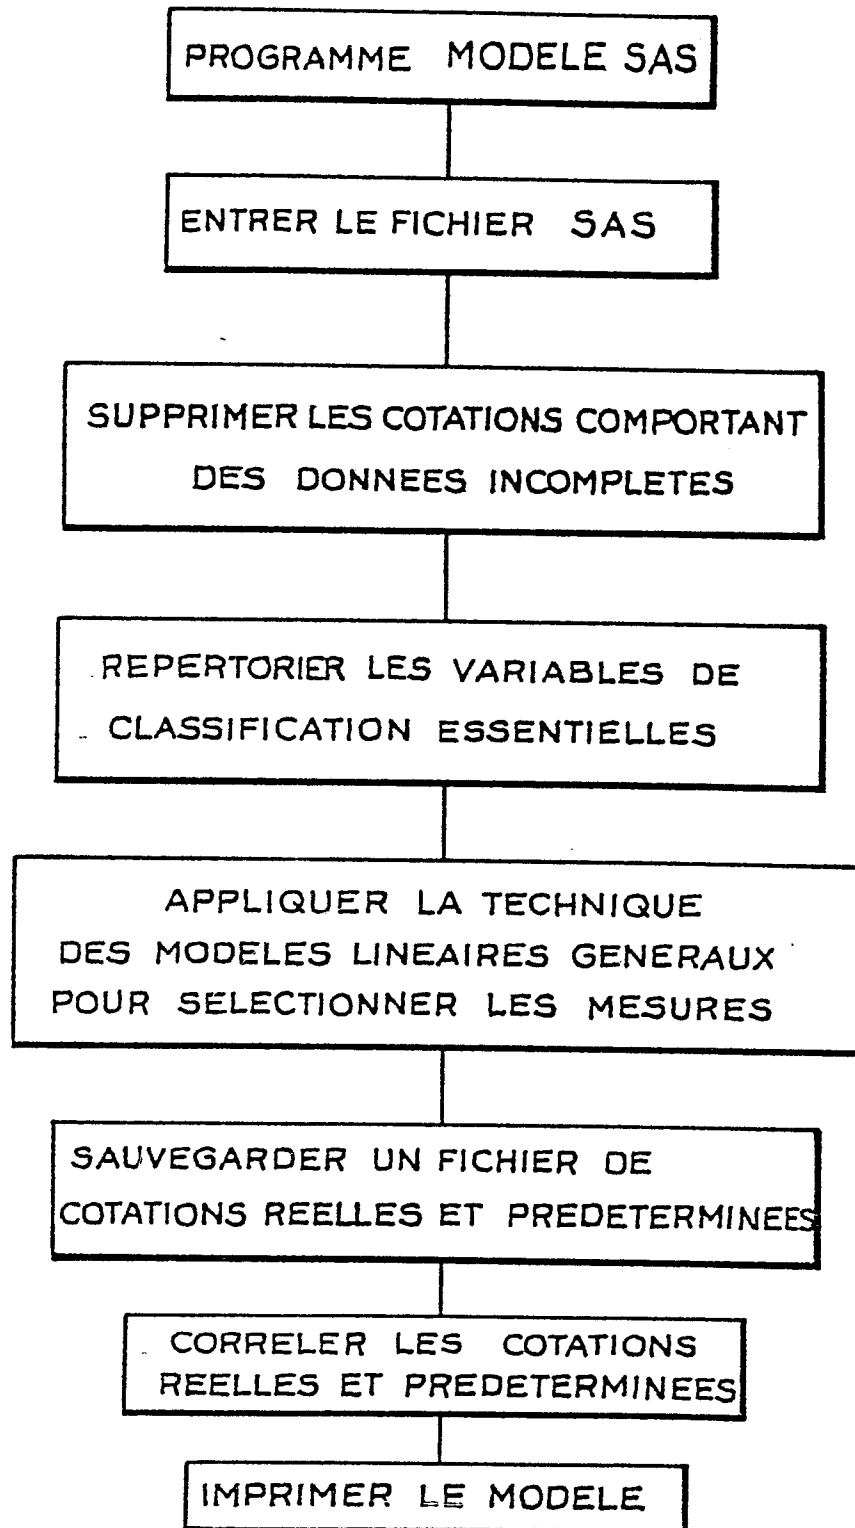 PROGRAMME MODELE SAS
ENTRER LE FICHIER SAS
SUPPRIMER LES COTATIONS COMPORTANT
DES DONNEES INCOMPLETES
REPERTORIER LES VARIABLES DE
CLASSIFICATION ESSENTIELLES
APPLIQUER LA TECHNIQUE
DES MODELES LINEAIRES GENERAUX
POUR SELECTIONNER LES MESURES
SAUVEGARDER UN FICHIER DE
COTATIONS REELLES ET PREDETERMINEES
CORRELER LES COTATIONS
REELLES ET PREDETERMINEES
IMPRIMER LE MODELE